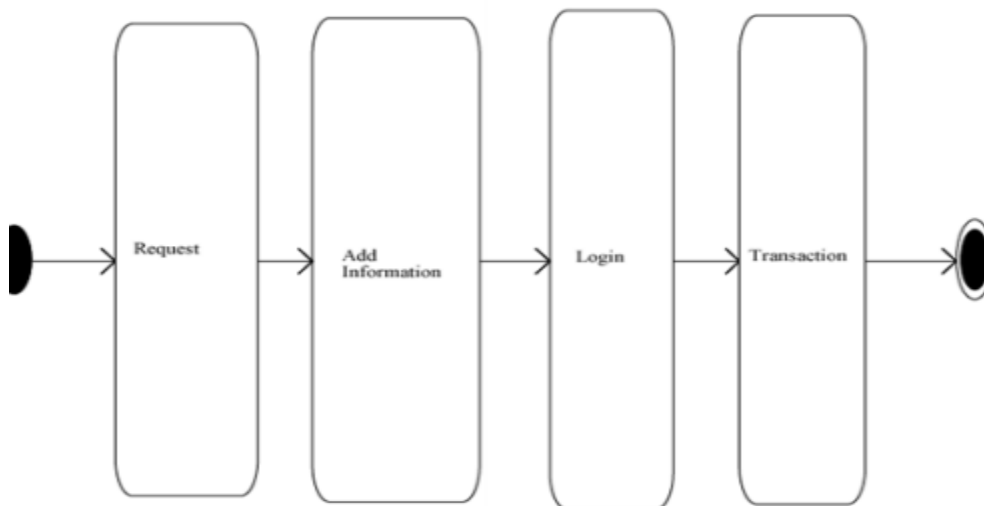 Request
Add
Information
Login
Transaction